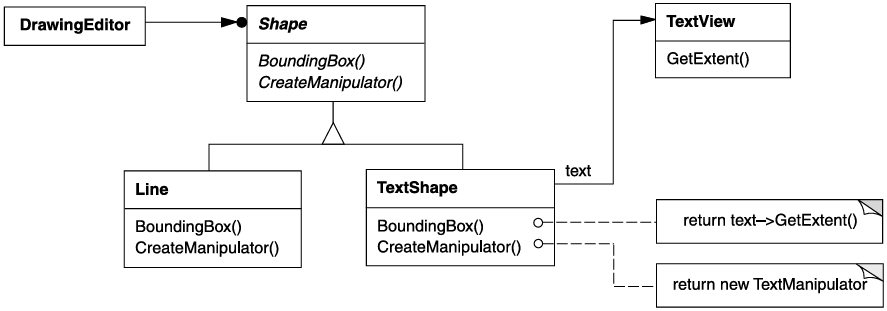 DrawingEditor
Shape
BoundingBox()
CreateManipulator()
TextView
GetExtent()
Line
BoundingBox()
CreateManipulator()
TextShape
BoundingBox()
CreateManipulator()
text
return text–>GetExtent()
return new TextManipulator